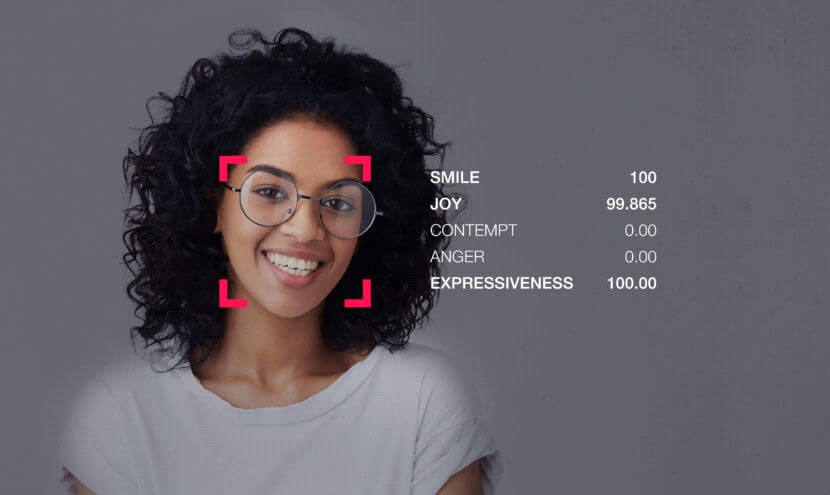 SMILE 100
JOY 99.865
CONTEMPT 0.00
ANGER 0.00
EXPRESSIVENESS 100.00